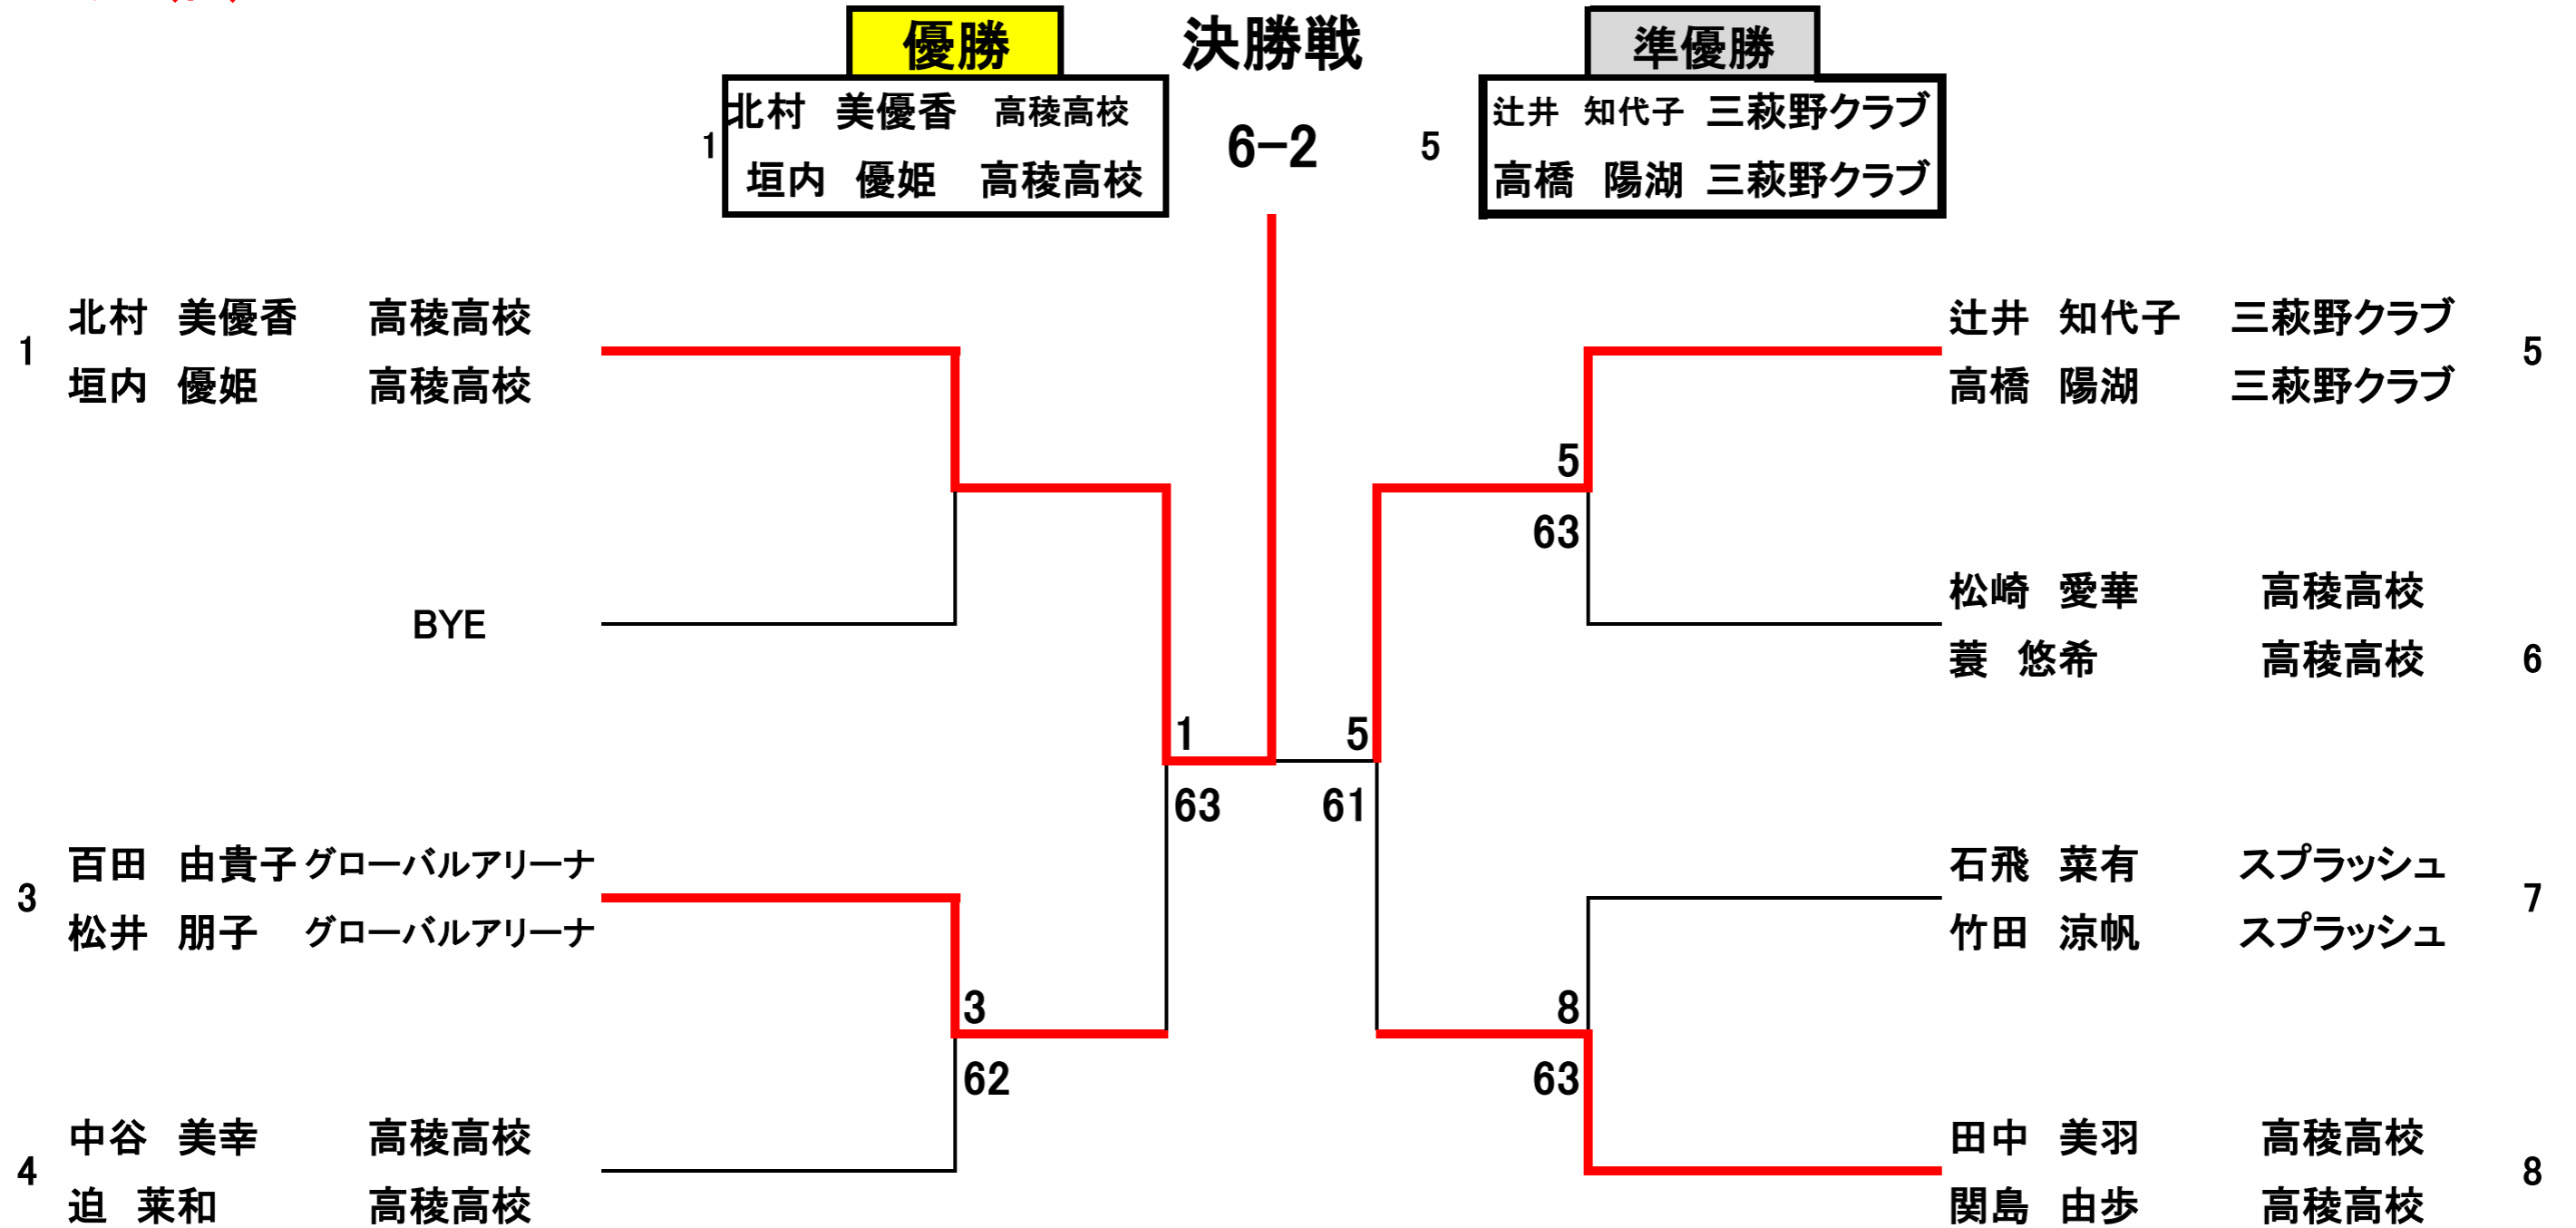 優勝 決勝戦 準優勝
北村 美優香 高稜高校 辻井 知代子 三萩野クラブ
1 6-2 5
垣内 優姫 高稜高校 高橋 陽湖 三萩野クラブ
北村 美優香 高稜高校 辻井 知代子 三萩野クラブ
1 5
垣内 優姫 高稜高校 高橋 陽湖 三萩野クラブ
5
63
松崎 愛華 高稜高校
BYE
蓑 悠希 高稜高校 6
1 5
63 61
百田 由貴子 グローバルアリーナ 石飛 菜有 スプラッシュ
3 7
松井 朋子 グローバルアリーナ 竹田 涼帆 スプラッシュ
3 8
62 63
中谷 美幸 高稜高校 田中 美羽 高稜高校
4 8
迫 莱和 高稜高校 関島 由歩 高稜高校